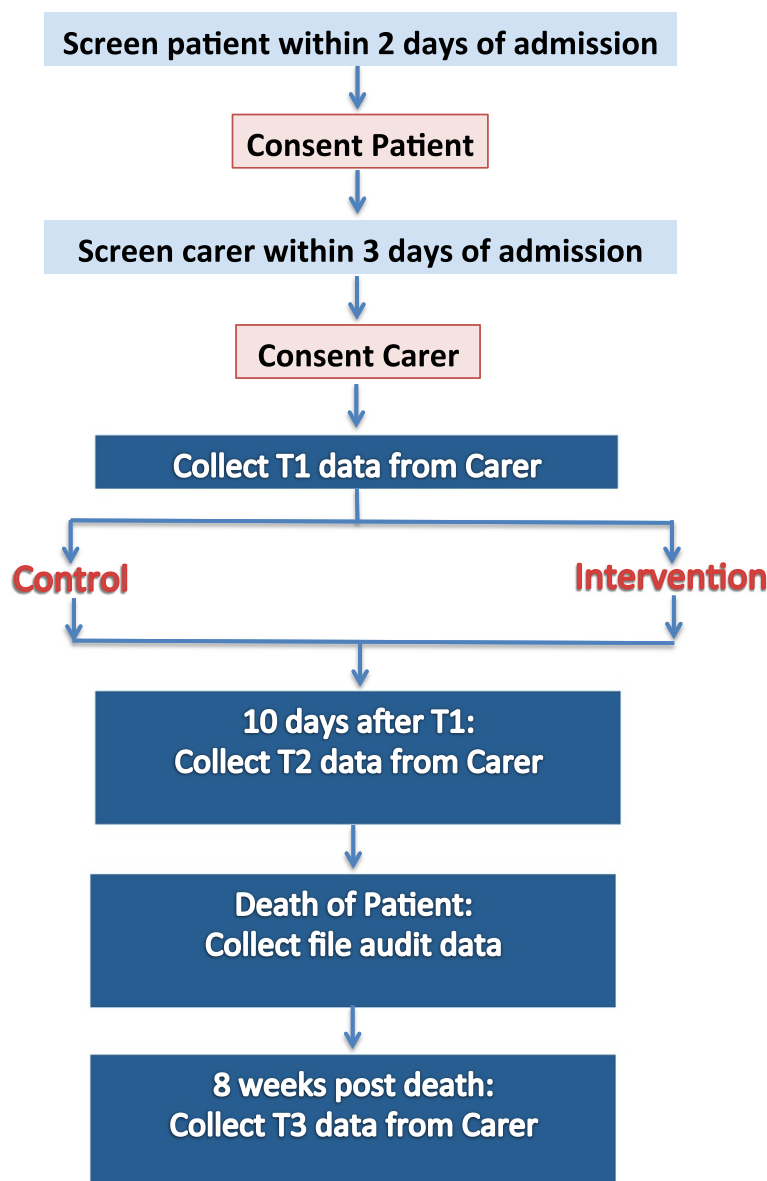 Screen patient within 2 days of admission
Consent Patient
Screen carer within 3 days of admission
Consent Carer
Collect T1 data from Carer
Control
Intervention
10 days after T1:
Collect T2 data from Carer
Death of Patient:
Collect file audit data
8 weeks post death:
Collect T3 data from Carer